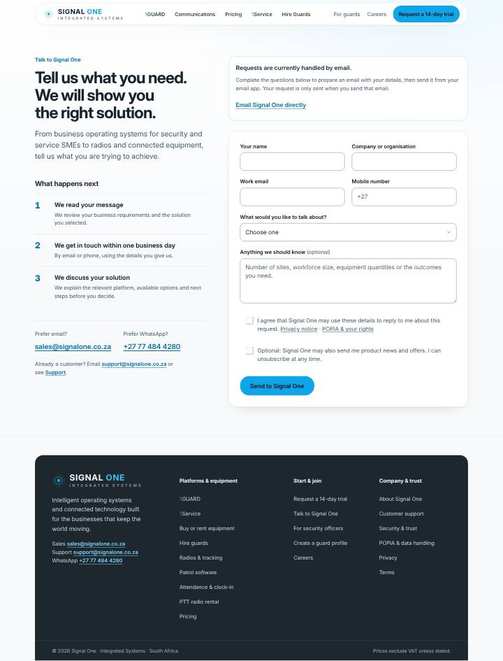 SIGNAL ONE
INTEGRATED SYSTEMS
GUARD
Communications
Pricing
Service
Hire Guards
For guards
Careers
Request a 14-day trial
Talk to Signal One
Tell us what you need.
We will show you
the right solution.
From business operating systems for security and
service SMEs to radios and connected equipment,
tell us what you are trying to achieve.
What happens next
1
We read your message
We review your business requirements and the solution
you selected.
2
We get in touch within one business day
By email or phone, using the details you give us.
3
We discuss your solution
We explain the relevant platform, available options and next
steps before you decide.
Prefer email?
sales@signalone.co.za
Prefer WhatsApp?
+27 77 484 4280
Already a customer? Email support@signalone.co.za or
see Support.
Requests are currently handled by email.
Complete the questions below to prepare an email with your details, then send it from your
email app. Your request is only sent when you send that email.
Email Signal One directly
Your name
Company or organisation
Work email
Mobile number
+27
What would you like to talk about?
Choose one
Anything we should know (optional)
Number of sites, workforce size, equipment quantities or the outcomes
you need.
I agree that Signal One may use these details to reply to me about this
request. Privacy notice · POPIA & your rights
Optional: Signal One may also send me product news and offers. I can
unsubscribe at any time.
Send to Signal One
SIGNAL ONE
INTEGRATED SYSTEMS
Intelligent operating systems
and connected technology built
for the businesses that keep the
world moving.
Sales sales@signalone.co.za
Support support@signalone.co.za
WhatsApp +27 77 484 4280
Platforms & equipment
GUARD
Service
Buy or rent equipment
Hire guards
Radios & tracking
Patrol software
Attendance & clock-in
PTT radio rental
Pricing
Start & join
Request a 14-day trial
Talk to Signal One
For security officers
Create a guard profile
Careers
Company & trust
About Signal One
Customer support
Security & trust
POPIA & data handling
Privacy
Terms
© 2026 Signal One · Integrated Systems · South Africa
Prices exclude VAT unless stated.